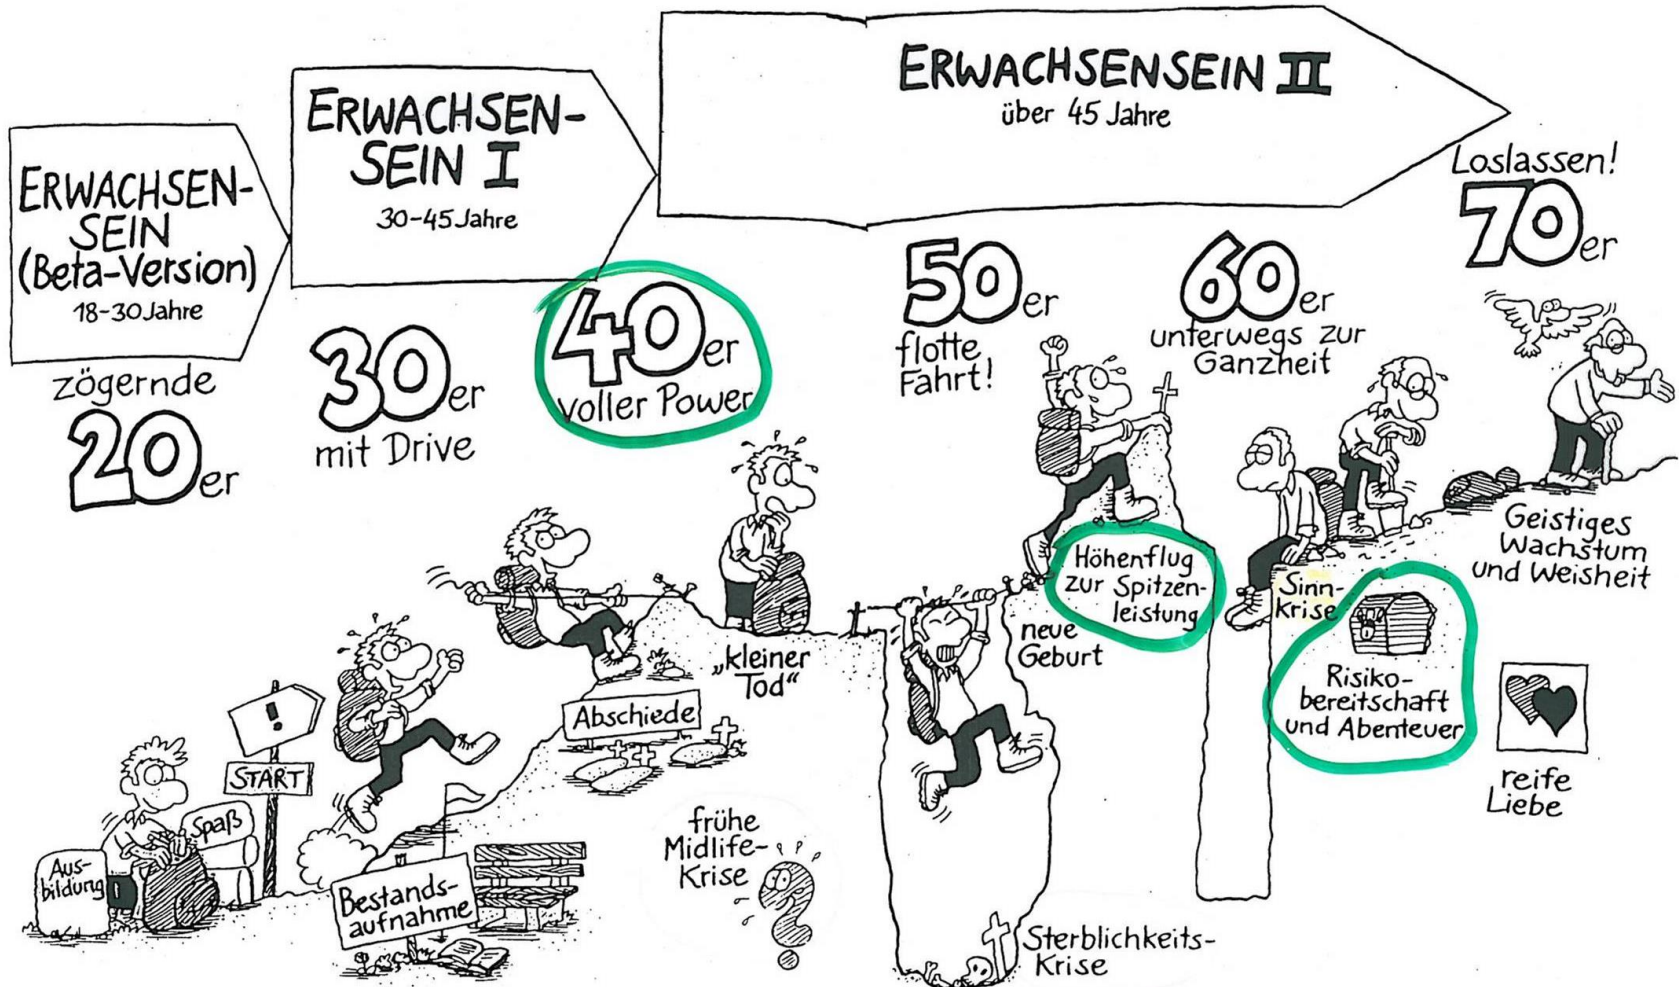 ERWACHSEN-
SEIN
(Beta-Version)
18-30 Jahre
zögernde
20er
ERWACHSEN-
SEIN I
30-45 Jahre
30er
mit Drive
40er
voller Power
ERWACHSENSEIN II
über 45 Jahre
50er
flotte
Fahrt!
60er
unterwegs zur
Ganzheit
Loslassen!
70er
Aus-
bildung
Spaß
!
START
Bestands-
aufnahme
Abschiede
„kleiner
Tod“
frühe
Midlife-
Krise
?
Sterblichkeits-
Krise
neue
Geburt
Höhenflug
zur Spitzen-
leistung
Sinn-
krise
Risiko-
bereitschaft
und Abenteuer
Geistiges
Wachstum
und Weisheit
reife
Liebe